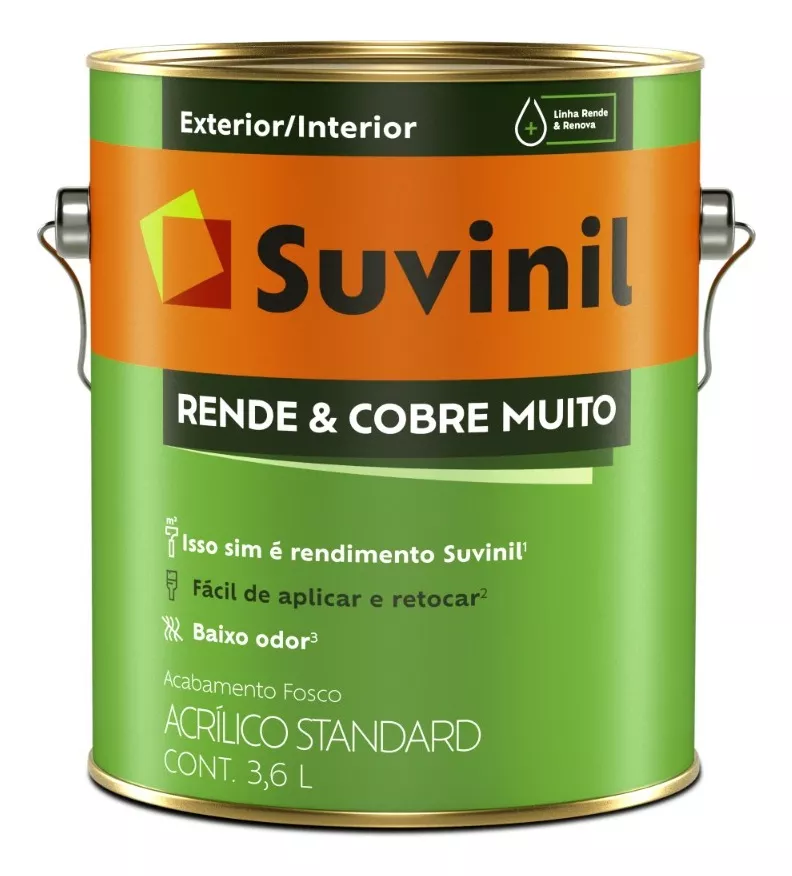 Exterior/Interior
Linha Rende
& Renova
Suvinil
RENDE & COBRE MUITO
m²
Isso sim é rendimento Suvinil¹
Fácil de aplicar e retocar²
Baixo odor³
Acabamento Fosco
ACRÍLICO STANDARD
CONT. 3,6 L